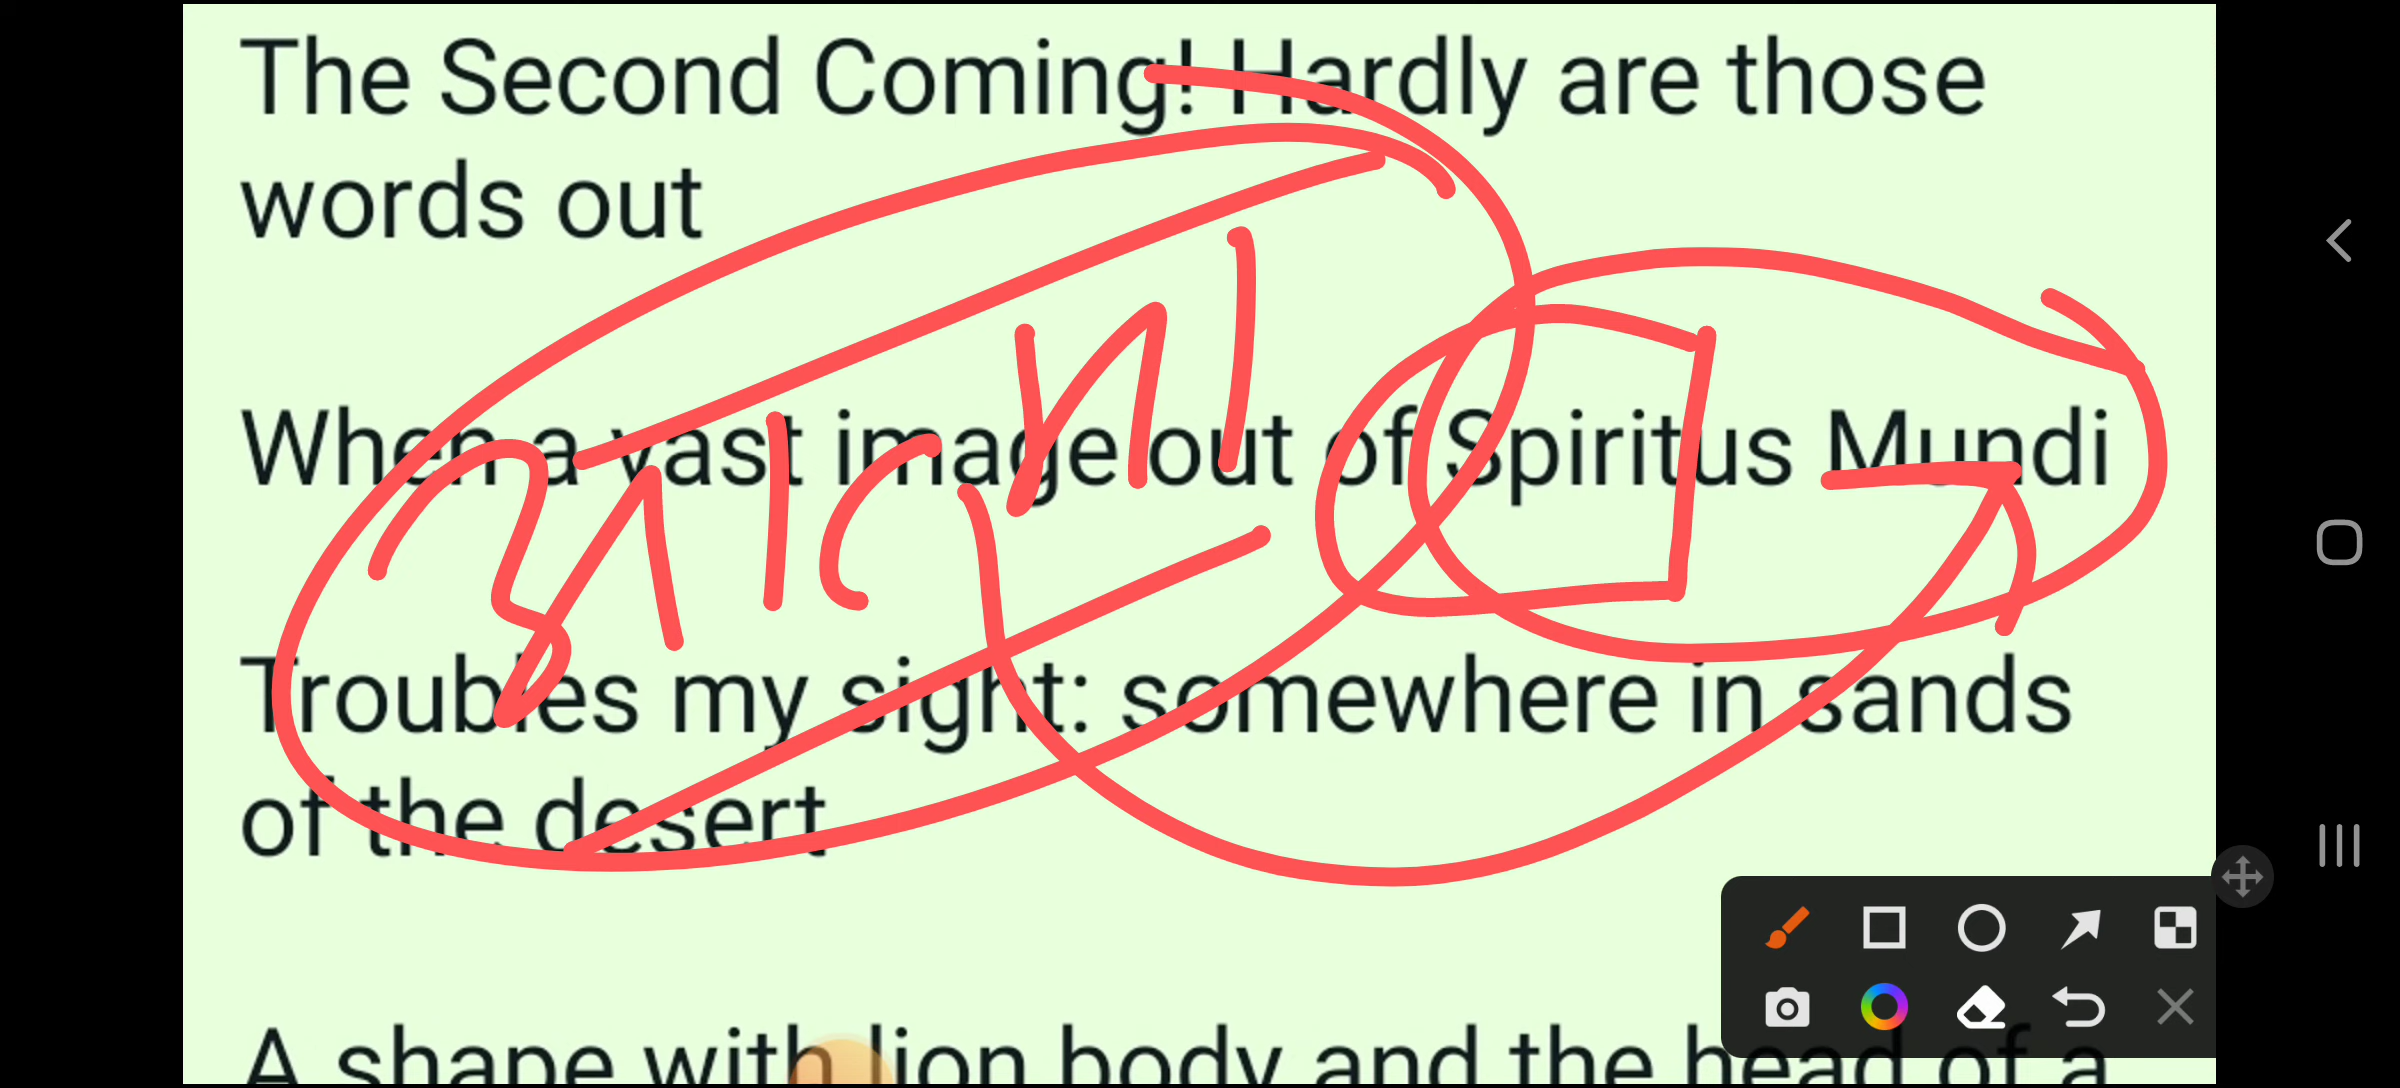 The Second Coming! Hardly are those
words out
When a vast image out of Spiritus Mundi
Troubles my sight: somewhere in sands
of the desert
A shape with lion body and the head of a